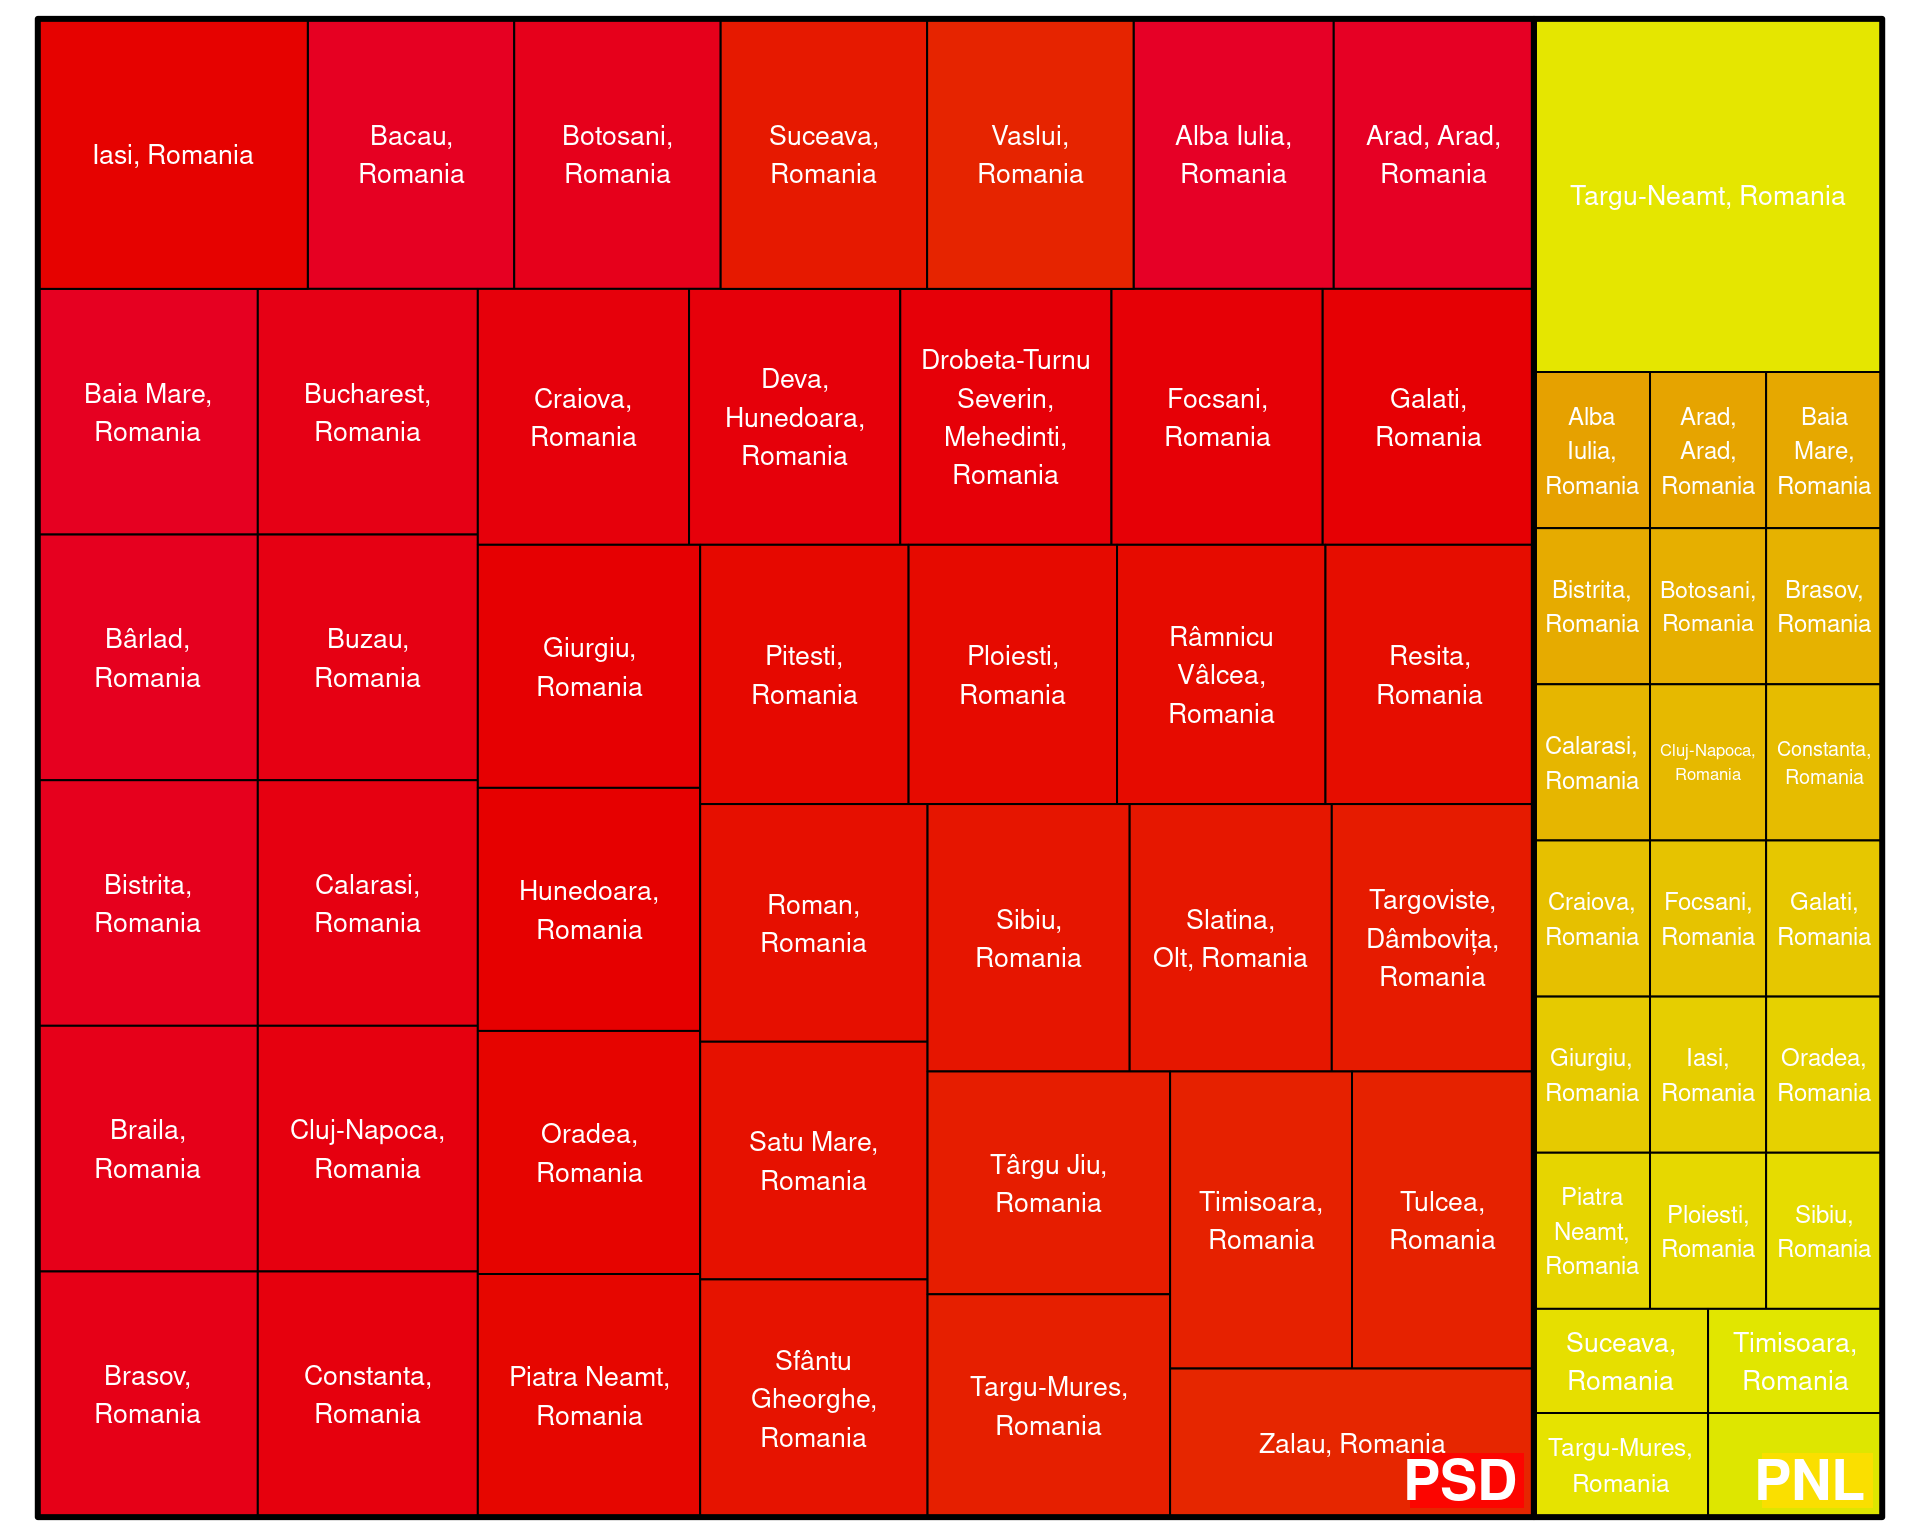 Iasi, Romania
Bacau,
Romania
Botosani,
Romania
Suceava,
Romania
Vaslui,
Romania
Alba Iulia,
Romania
Arad, Arad,
Romania
Baia Mare,
Romania
Bucharest,
Romania
Craiova,
Romania
Deva,
Hunedoara,
Romania
Drobeta-Turnu
Severin,
Mehedinti,
Romania
Focsani,
Romania
Galati,
Romania
Bârlad,
Romania
Buzau,
Romania
Giurgiu,
Romania
Pitesti,
Romania
Ploiesti,
Romania
Râmnicu
Vâlcea,
Romania
Resita,
Romania
Bistrita,
Romania
Calarasi,
Romania
Hunedoara,
Romania
Roman,
Romania
Sibiu,
Romania
Slatina,
Olt, Romania
Targoviste,
Dâmbovița,
Romania
Braila,
Romania
Cluj-Napoca,
Romania
Oradea,
Romania
Satu Mare,
Romania
Târgu Jiu,
Romania
Timisoara,
Romania
Tulcea,
Romania
Brasov,
Romania
Constanta,
Romania
Piatra Neamt,
Romania
Sfântu
Gheorghe,
Romania
Targu-Mures,
Romania
Zalau, Romania
PSD
Targu-Neamt, Romania
Alba
Iulia,
Romania
Arad,
Arad,
Romania
Baia
Mare,
Romania
Bistrita,
Romania
Botosani,
Romania
Brasov,
Romania
Calarasi,
Romania
Cluj-Napoca,
Romania
Constanta,
Romania
Craiova,
Romania
Focsani,
Romania
Galati,
Romania
Giurgiu,
Romania
Iasi,
Romania
Oradea,
Romania
Piatra
Neamt,
Romania
Ploiesti,
Romania
Sibiu,
Romania
Suceava,
Romania
Timisoara,
Romania
Targu-Mures,
Romania
PNL